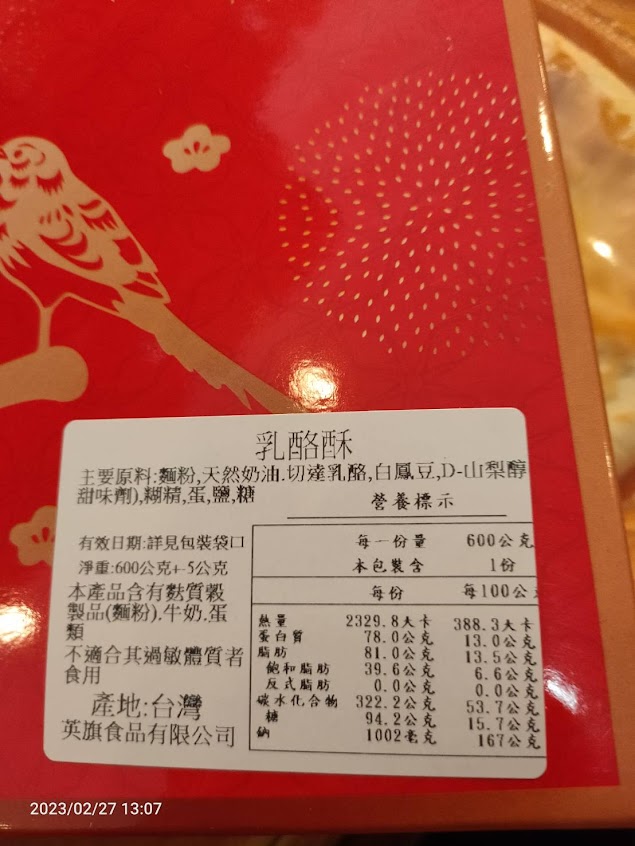 乳酪酥
主要原料:麵粉,天然奶油.切達乳酪,白鳳豆,D-山梨醇
甜味劑),糊精,蛋,鹽,糖
營養標示
有效日期:詳見包裝袋口
淨重:600公克+-5公克
本產品含有麩質穀
製品(麵粉).牛奶.蛋
類
不適合其過敏體質者
食用
產地:台灣
英旗食品有限公司
每一份量 600公克
本包裝含 1份
每份 每100公
熱量 2329.8大卡 388.3大卡
蛋白質 78.0公克 13.0公克
脂肪 81.0公克 13.5公克
飽和脂肪 39.6公克 6.6公克
反式脂肪 0.0公克 0.0公克
碳水化合物 322.2公克 53.7公克
糖 94.2公克 15.7公克
鈉 1002毫克 167公克
2023/02/27 13:07